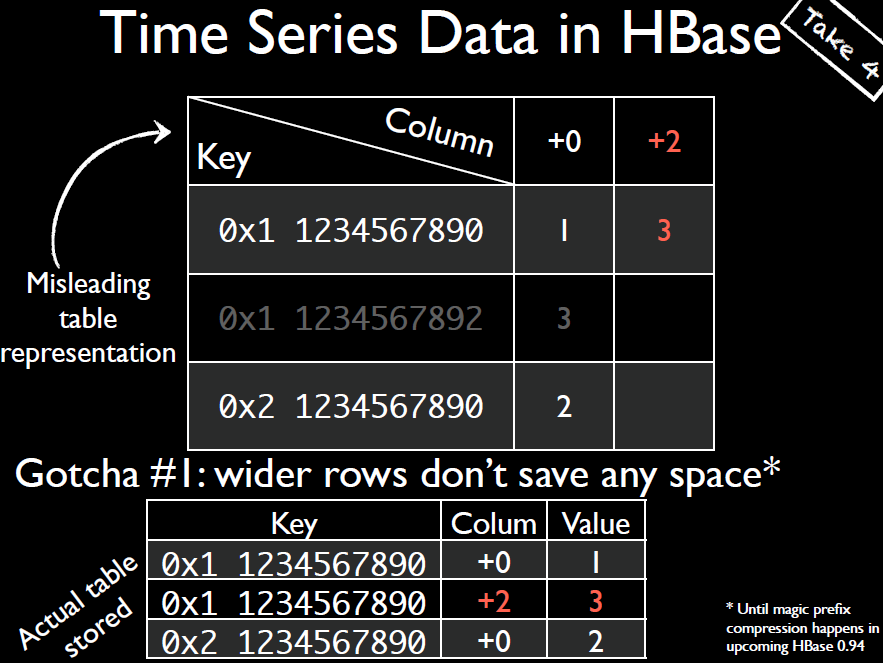 Time Series Data in HBase
Take 4
Column
Key
+0
+2
0x1 1234567890
1
3
0x1 1234567892
3
0x2 1234567890
2
Misleading
table
representation
Gotcha #1: wider rows don't save any space*
Key
Colum
Value
0x1 1234567890
+0
1
0x1 1234567890
+2
3
0x2 1234567890
+0
2
Actual table
stored
* Until magic prefix
compression happens in
upcoming HBase 0.94